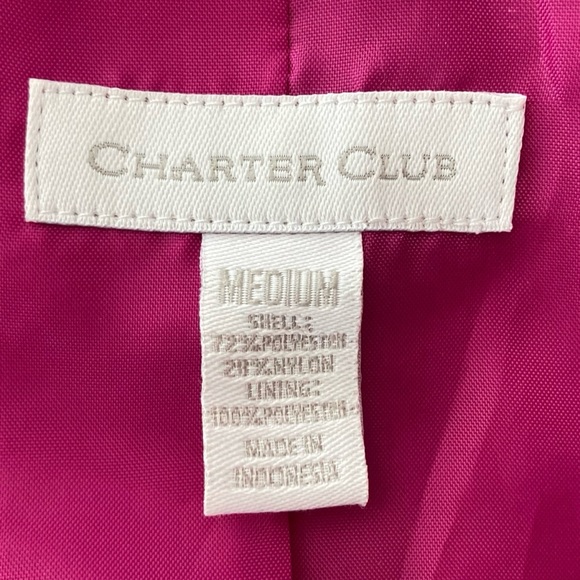 CHARTER CLUB
MEDIUM
SHELL:
72%POLYESTER
28%NYLON
LINING:
100%POLYESTER
MADE IN
INDONESIA